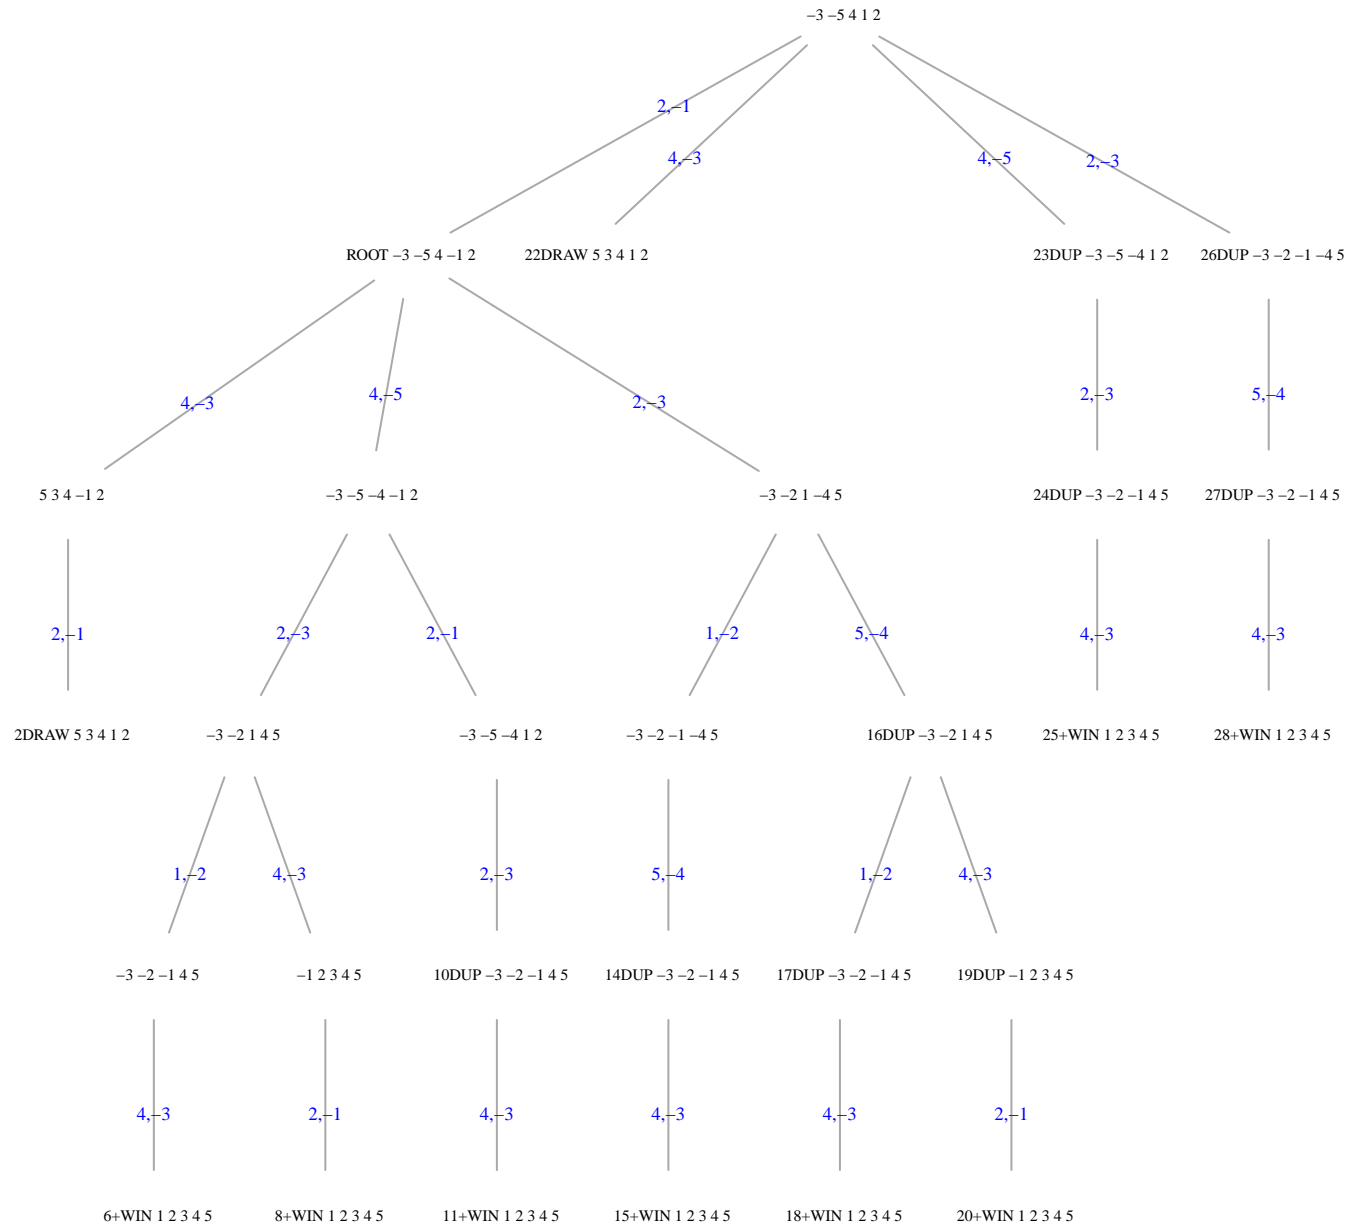 −3 −5 4 1 2
2,−1
4,−3
4,−5
2,−3
ROOT −3 −5 4 −1 2
22DRAW 5 3 4 1 2
23DUP −3 −5 −4 1 2
26DUP −3 −2 −1 −4 5
4,−3
4,−5
2,−3
2,−3
5,−4
5 3 4 −1 2
−3 −5 −4 −1 2
−3 −2 1 −4 5
24DUP −3 −2 −1 4 5
27DUP −3 −2 −1 4 5
2,−1
2,−3
2,−1
1,−2
5,−4
4,−3
4,−3
2DRAW 5 3 4 1 2
−3 −2 1 4 5
−3 −5 −4 1 2
−3 −2 −1 −4 5
16DUP −3 −2 1 4 5
25+WIN 1 2 3 4 5
28+WIN 1 2 3 4 5
1,−2
4,−3
2,−3
5,−4
1,−2
4,−3
−3 −2 −1 4 5
−1 2 3 4 5
10DUP −3 −2 −1 4 5
14DUP −3 −2 −1 4 5
17DUP −3 −2 −1 4 5
19DUP −1 2 3 4 5
4,−3
2,−1
4,−3
4,−3
4,−3
2,−1
6+WIN 1 2 3 4 5
8+WIN 1 2 3 4 5
11+WIN 1 2 3 4 5
15+WIN 1 2 3 4 5
18+WIN 1 2 3 4 5
20+WIN 1 2 3 4 5